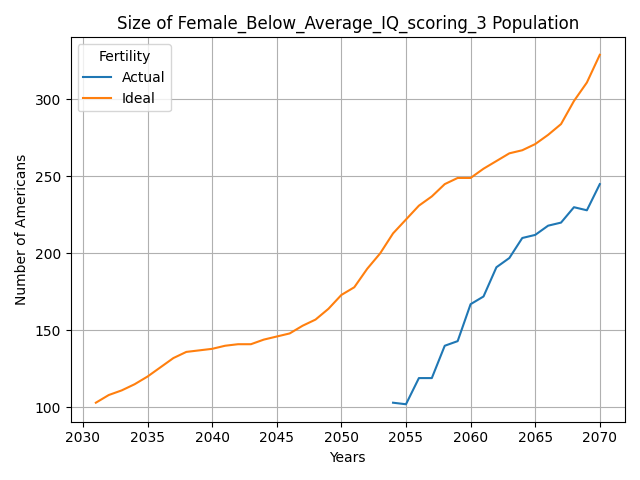 Size of Female_Below_Average_IQ_scoring_3 Population
Fertility
Actual
Ideal
Number of Americans
300
250
200
150
100
2030 2035 2040 2045 2050 2055 2060 2065 2070
Years